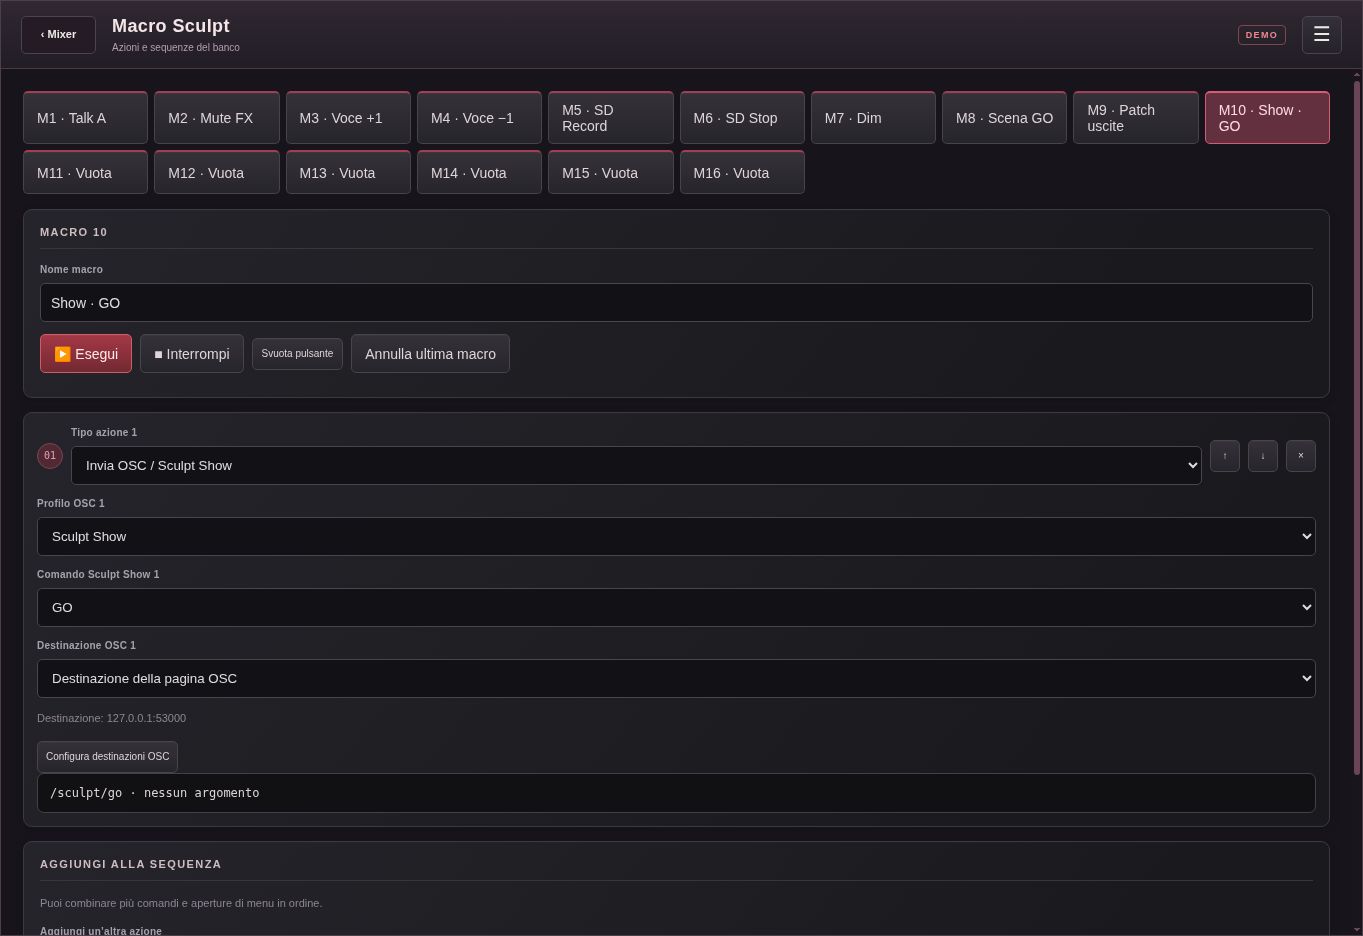 ‹ Mixer
Macro Sculpt
Azioni e sequenze del banco
DEMO
M1 · Talk A
M2 · Mute FX
M3 · Voce +1
M4 · Voce −1
M5 · SD
Record
M6 · SD Stop
M7 · Dim
M8 · Scena GO
M9 · Patch
uscite
M10 · Show ·
GO
M11 · Vuota
M12 · Vuota
M13 · Vuota
M14 · Vuota
M15 · Vuota
M16 · Vuota
MACRO 10
Nome macro
Show · GO
Esegui
Interrompi
Svuota pulsante
Annulla ultima macro
01
Tipo azione 1
Invia OSC / Sculpt Show
↑
↓
×
Profilo OSC 1
Sculpt Show
Comando Sculpt Show 1
GO
Destinazione OSC 1
Destinazione della pagina OSC
Destinazione: 127.0.0.1:53000
Configura destinazioni OSC
/sculpt/go · nessun argomento
AGGIUNGI ALLA SEQUENZA
Puoi combinare più comandi e aperture di menu in ordine.
Aggiungi un'altra azione